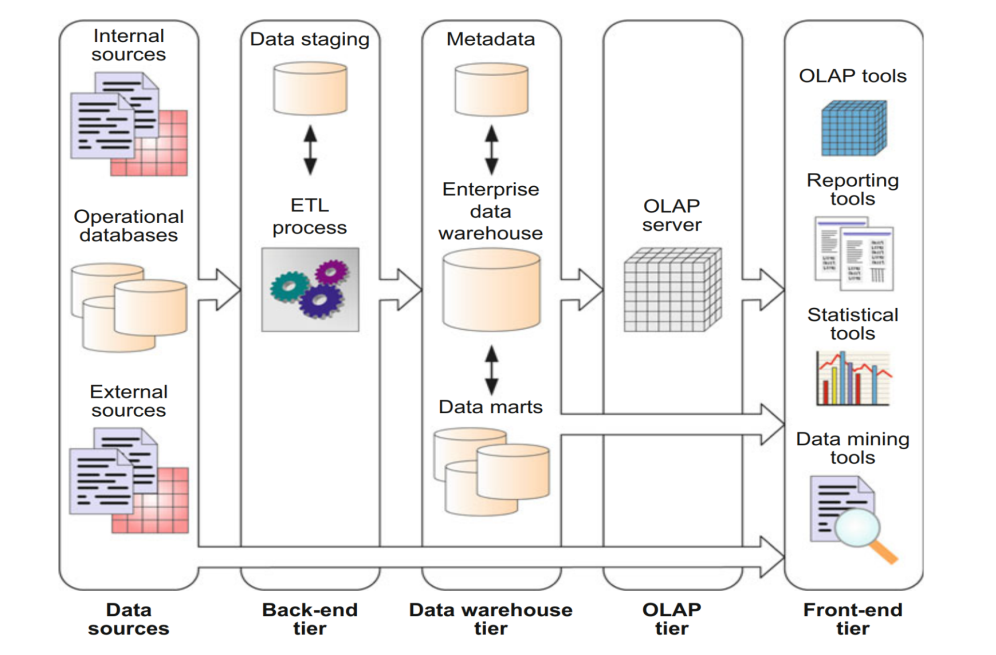 Internal
sources
Operational
databases
External
sources
Data
sources
Data staging
ETL
process
Back-end
tier
Metadata
Enterprise
data
warehouse
Data marts
Data warehouse
tier
OLAP
server
OLAP
tier
OLAP tools
Reporting
tools
Statistical
tools
Data mining
tools
Front-end
tier